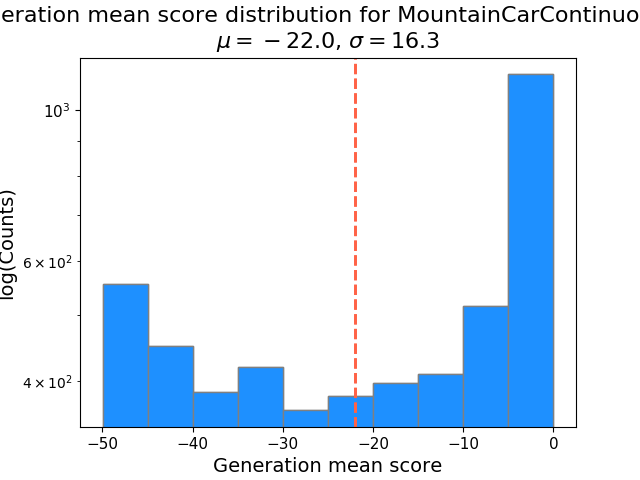 eration mean score distribution for MountainCarContinuo
μ = −22.0, σ = 16.3
log(Counts)
10³
6 × 10²
4 × 10²
−50 −40 −30 −20 −10 0
Generation mean score